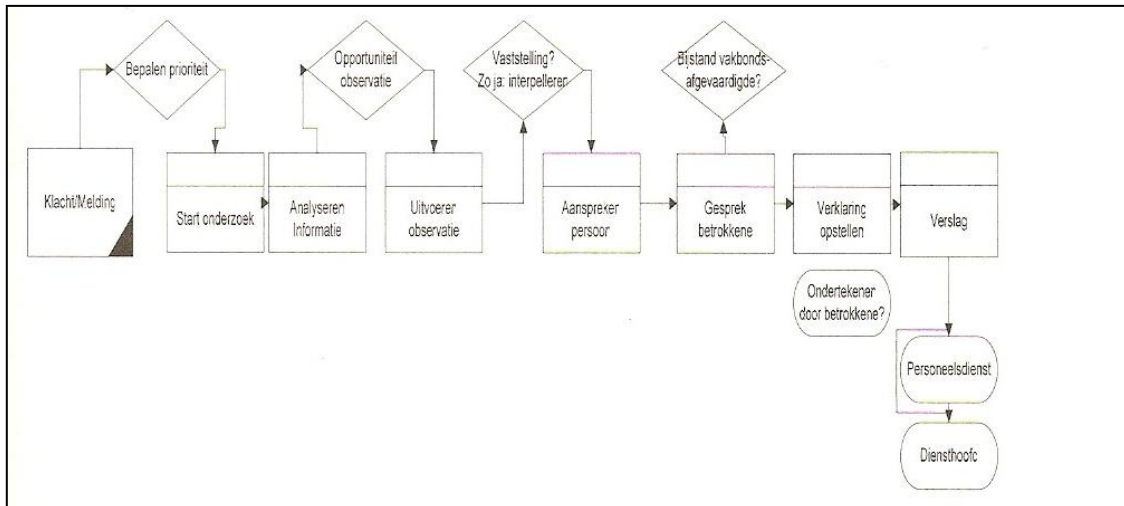 Bepalen prioriteit
Opportuniteit
observatie
Vaststelling?
Zo ja: interpelleren
Bijstand vakbonds-
afgevaardigde?
Klacht/Melding
Start onderzoek
Analyseren
Informatie
Uitvoeren
observatie
Aanspreken
persoon
Gesprek
betrokkene
Verklaring
opstellen
Verslag
Ondertekenen
door betrokkene?
Personeelsdienst
Diensthoofd